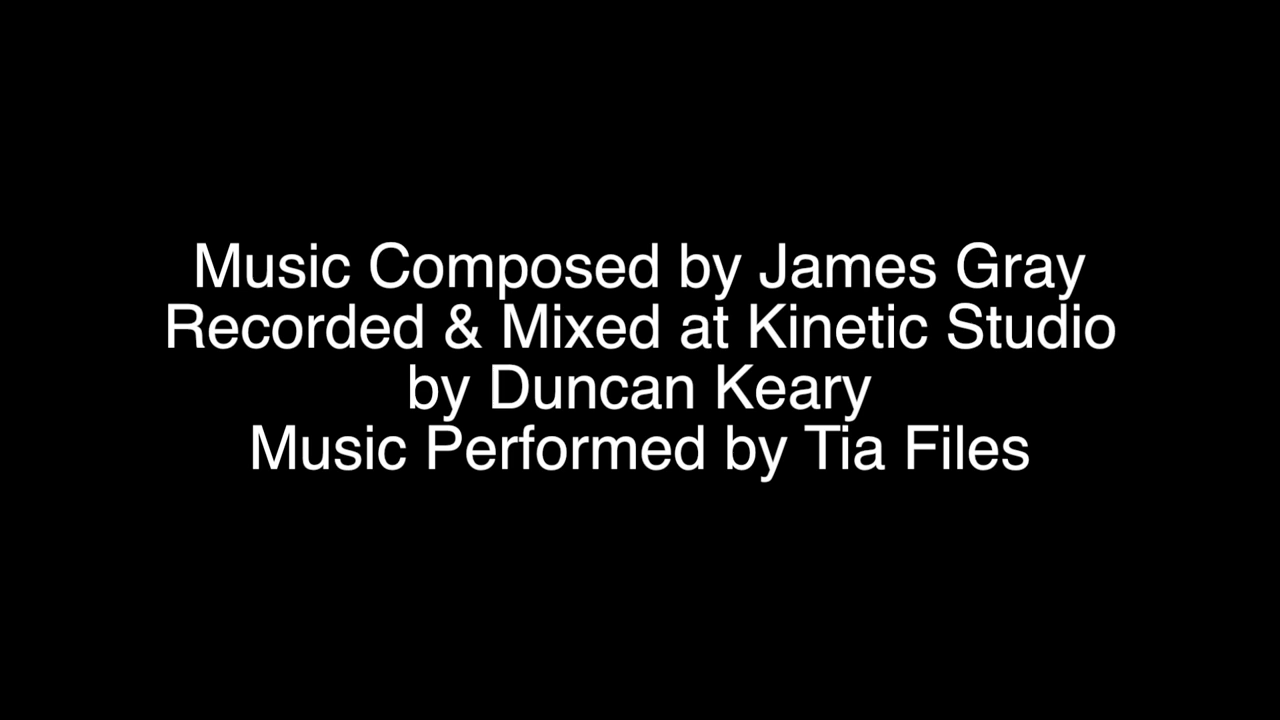 Music Composed by James Gray
Recorded & Mixed at Kinetic Studio
by Duncan Keary
Music Performed by Tia Files